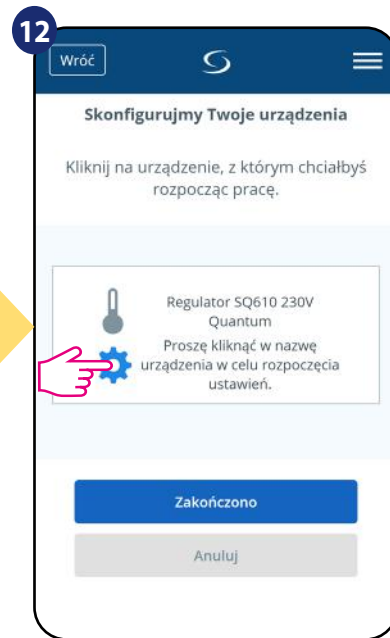 12
Wróć
Skonfigurujmy Twoje urządzenia
Kliknij na urządzenie, z którym chciałbyś
rozpocząc pracę.
Regulator SQ610 230V
Quantum
Proszę kliknąć w nazwę
urządzenia w celu rozpoczęcia
ustawień.
Zakończono
Anuluj